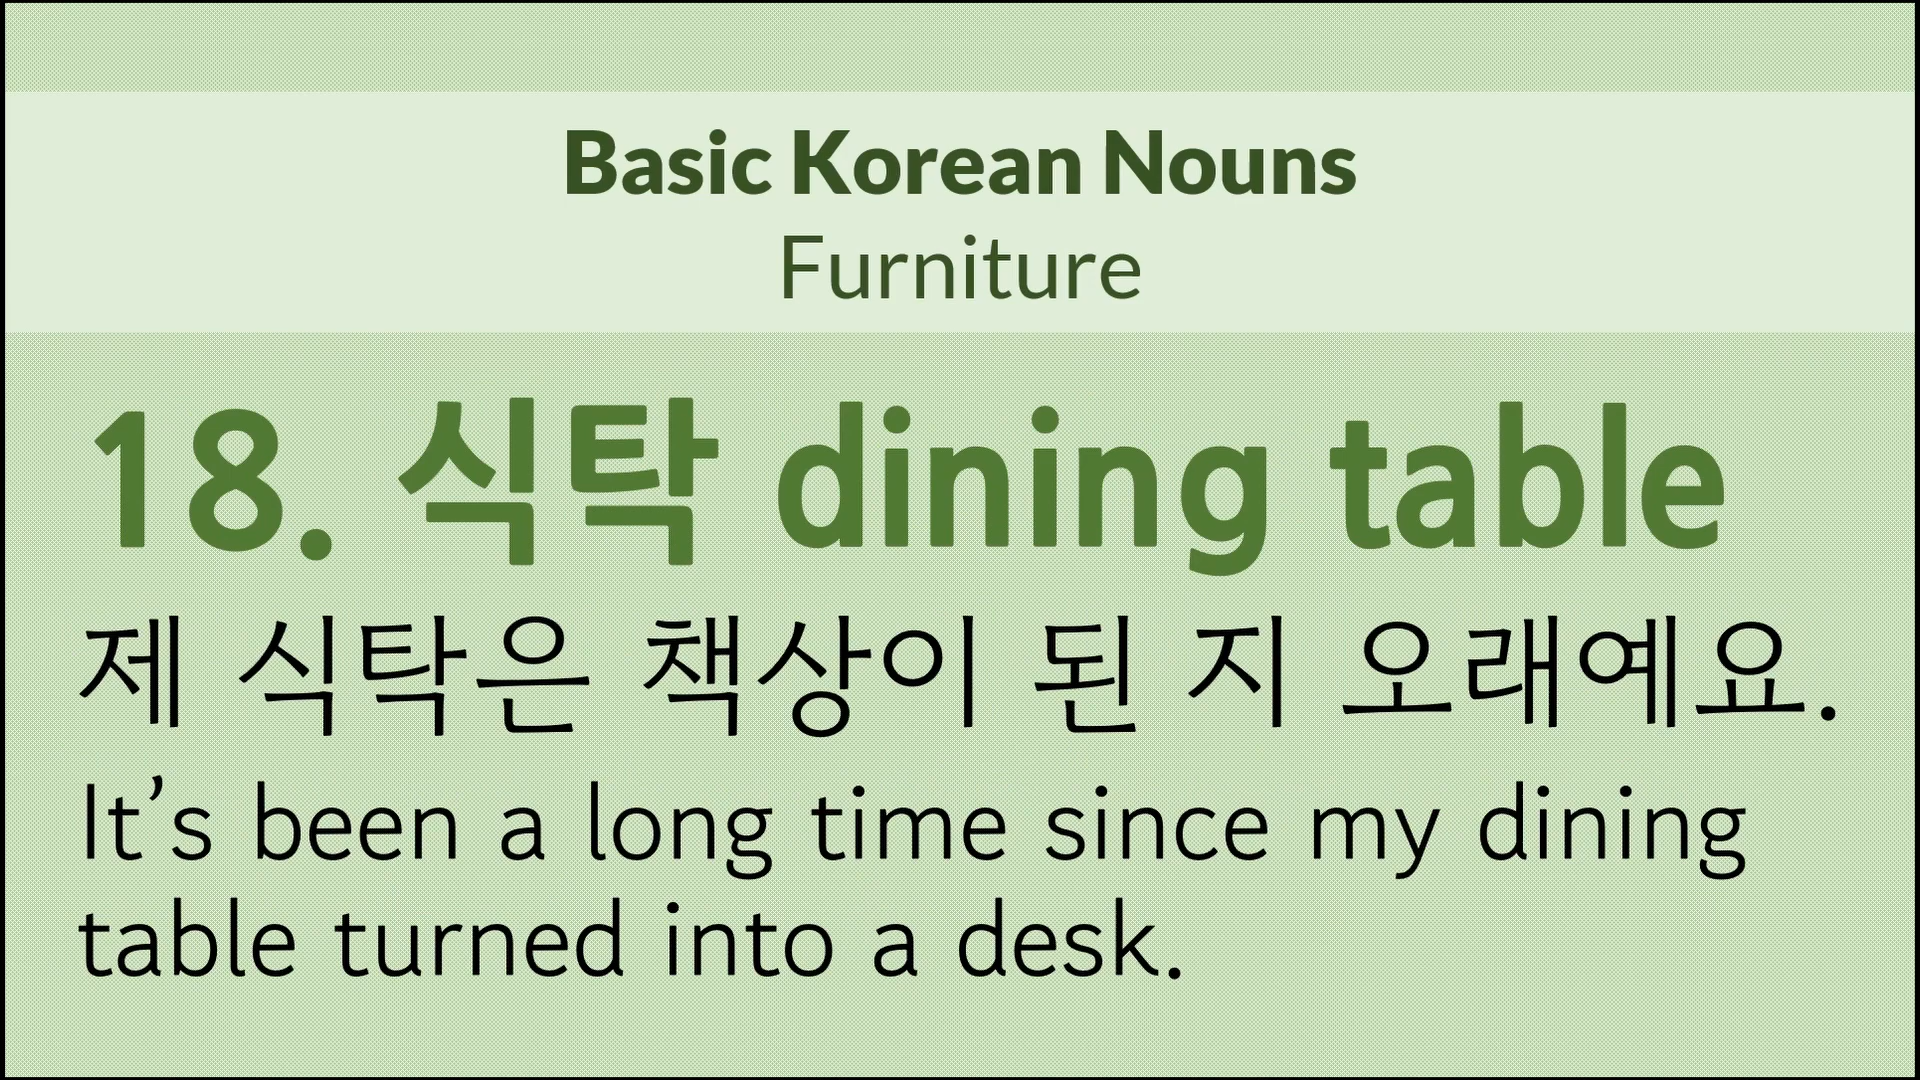 Basic Korean Nouns
Furniture
18. 식탁 dining table
제 식탁은 책상이 된 지 오래예요.
It’s been a long time since my dining
table turned into a desk.